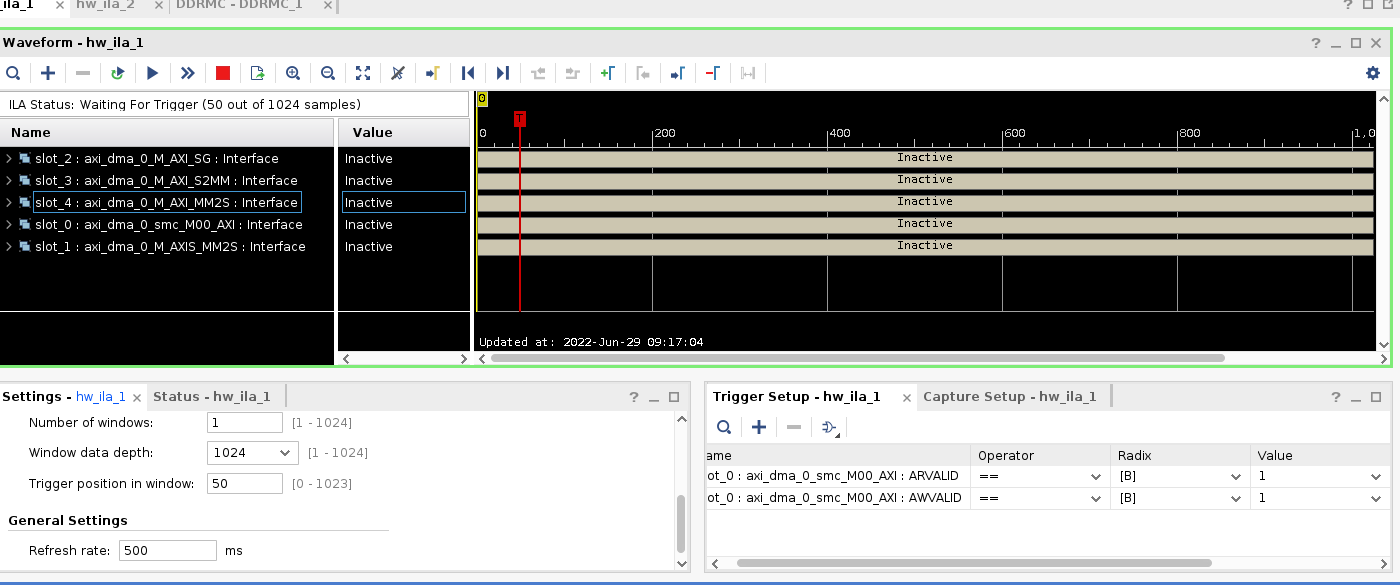 _ila_1 × hw_ila_2 × DDRMC - DDRMC_1 × ?
Waveform - hw_ila_1 ?
ILA Status: Waiting For Trigger (50 out of 1024 samples)
0
T
Name Value
0 200 400 600 800 1,0
slot_2 : axi_dma_0_M_AXI_SG : Interface Inactive Inactive
slot_3 : axi_dma_0_M_AXI_S2MM : Interface Inactive Inactive
slot_4 : axi_dma_0_M_AXI_MM2S : Interface Inactive Inactive
slot_0 : axi_dma_0_smc_M00_AXI : Interface Inactive Inactive
slot_1 : axi_dma_0_M_AXIS_MM2S : Interface Inactive Inactive
Updated at: 2022-Jun-29 09:17:04
Settings - hw_ila_1 × Status - hw_ila_1 ?
Number of windows: 1 [1 - 1024]
Window data depth: 1024 [1 - 1024]
Trigger position in window: 50 [0 - 1023]
General Settings
Refresh rate: 500 ms
Trigger Setup - hw_ila_1 × Capture Setup - hw_ila_1 ?
ame Operator Radix Value
ot_0 : axi_dma_0_smc_M00_AXI : ARVALID == [B] 1
ot_0 : axi_dma_0_smc_M00_AXI : AWVALID == [B] 1